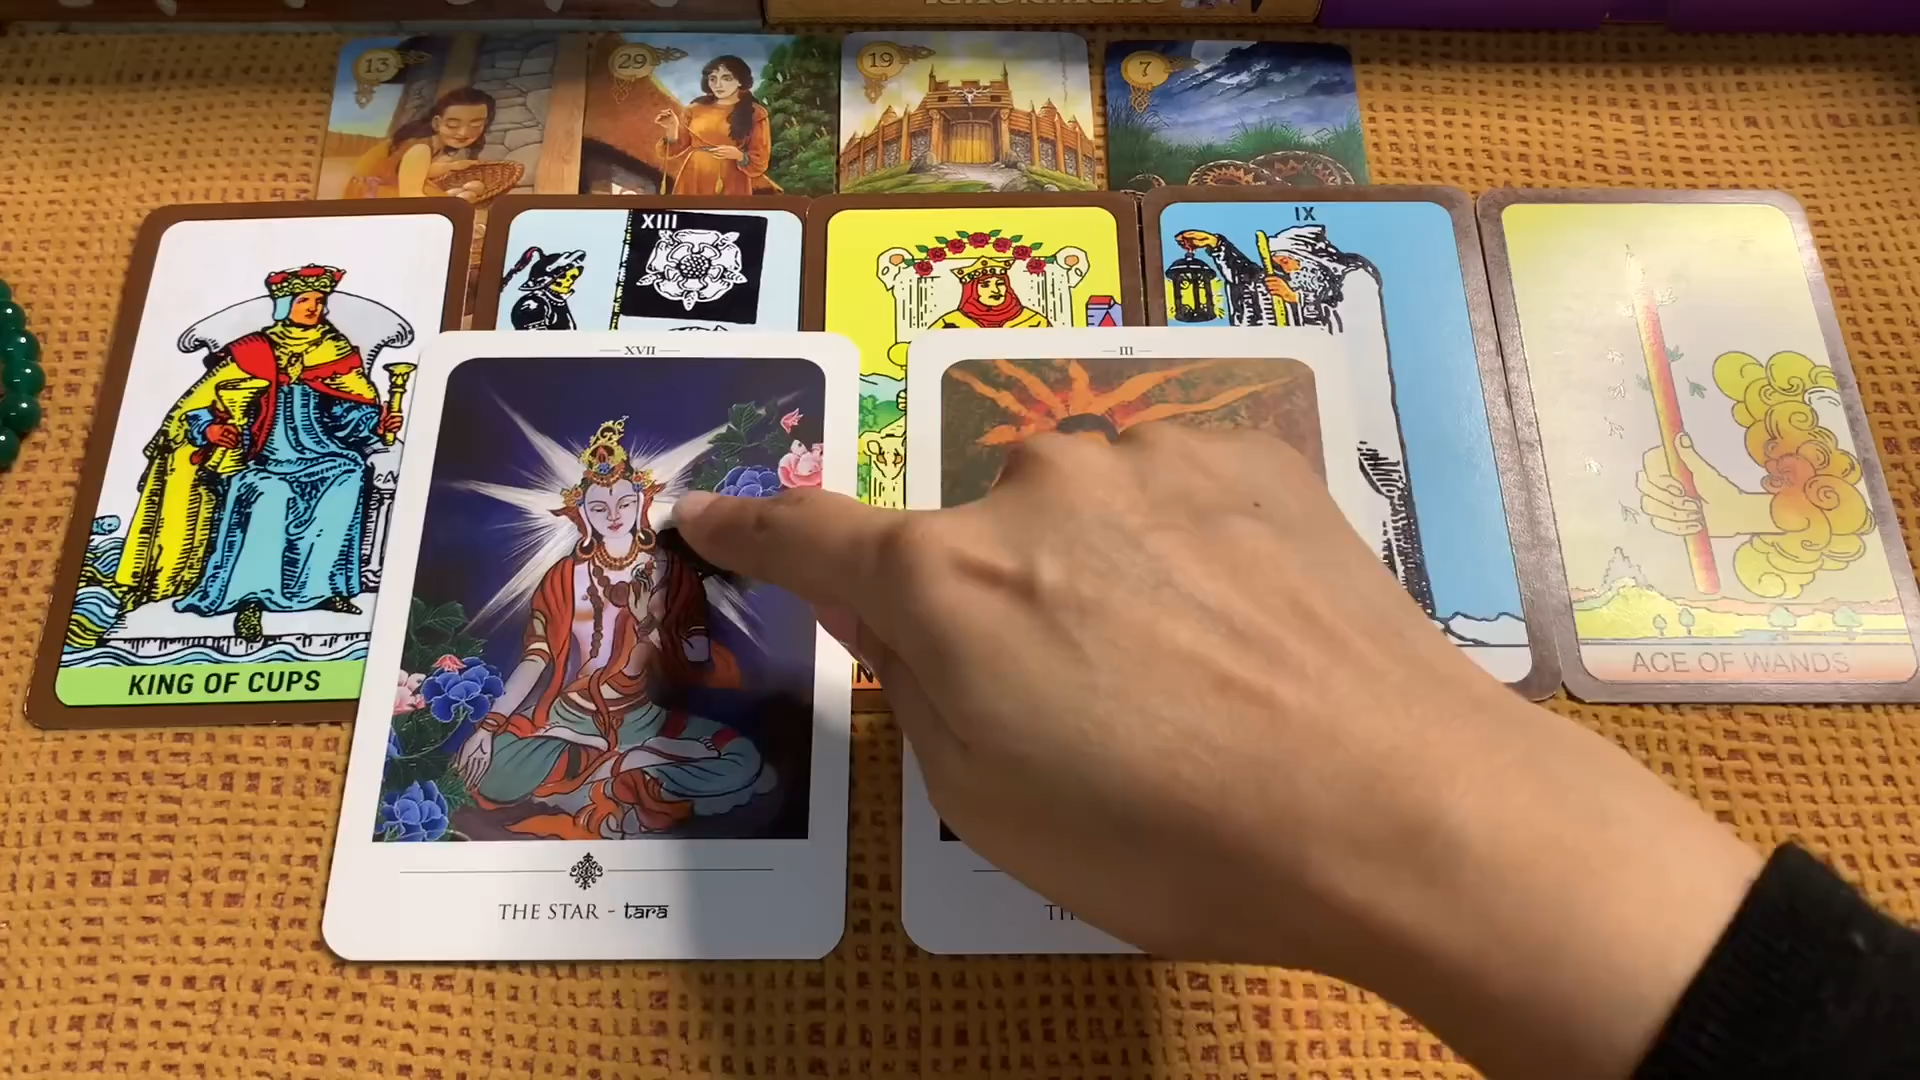 13
29
19
7
XIII
IX
XVII
III
KING OF CUPS
N
ACE OF WANDS
THE STAR - tara